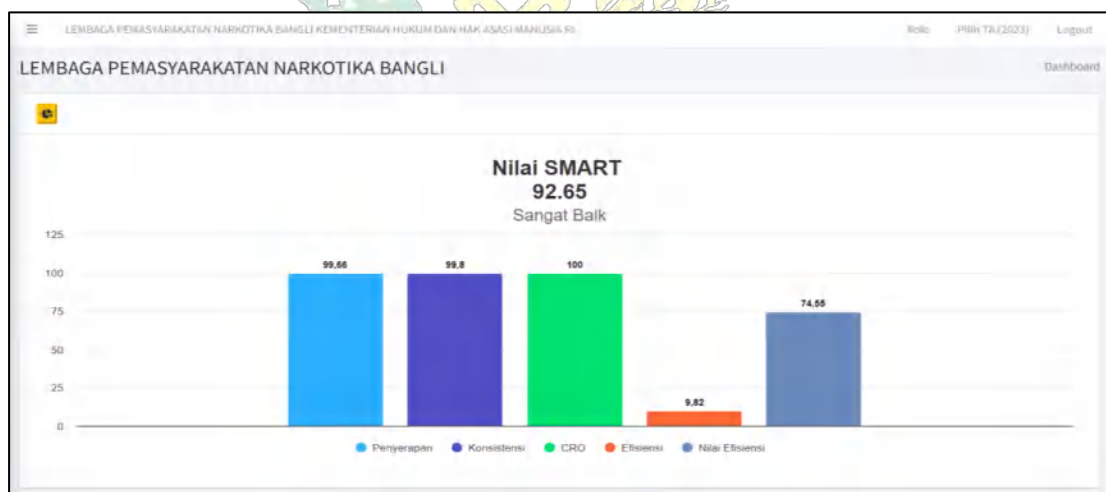 LEMBAGA PEMASYARAKATAN NARKOTIKA BANGLI KEMENTERIAN HUKUM DAN HAK ASASI MANUSIA RI
Role Pilih TA (2023) Logout
LEMBAGA PEMASYARAKATAN NARKOTIKA BANGLI
Dashboard
Nilai SMART
92.65
Sangat Baik
125
100
75
50
25
0
99,66
99,8
100
9,82
74,55
Penyerapan Konsistensi CRO Efisiensi Nilai Efisiensi